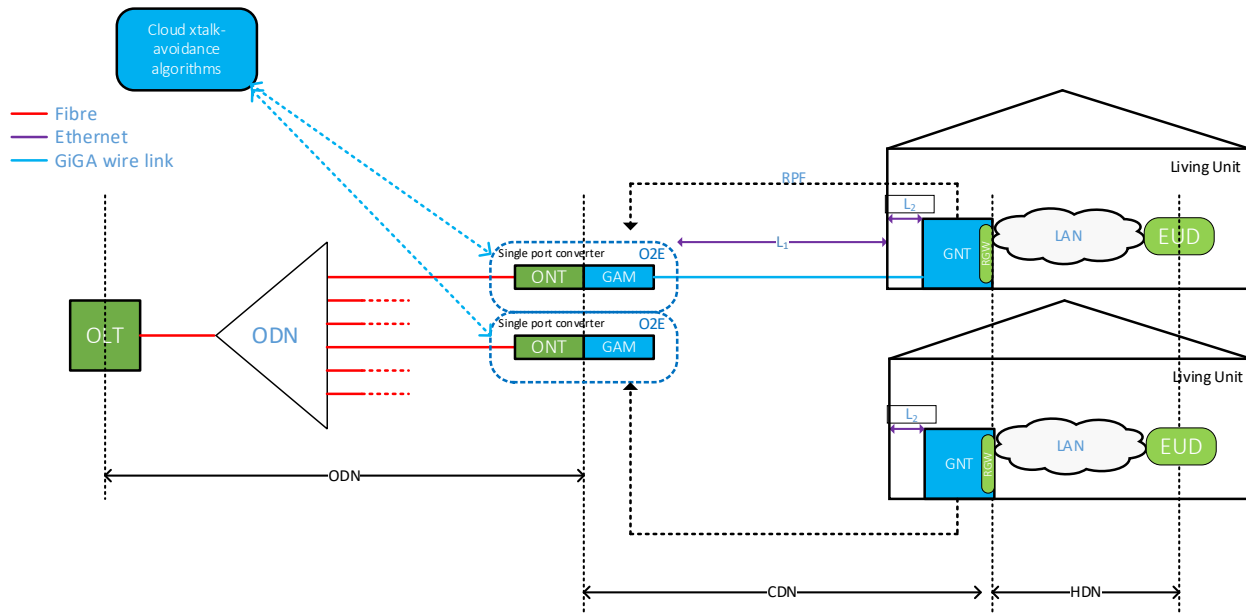 Cloud xtalk-
avoidance
algorithms
Fibre
Ethernet
GiGA wire link
Living Unit
RPF
L2
L1
GNT
RGW
LAN
EUD
Single port converter
O2E
ONT
GAM
Single port converter
O2E
ONT
GAM
OLT
ODN
Living Unit
L2
GNT
RGW
LAN
EUD
ODN
CDN
HDN